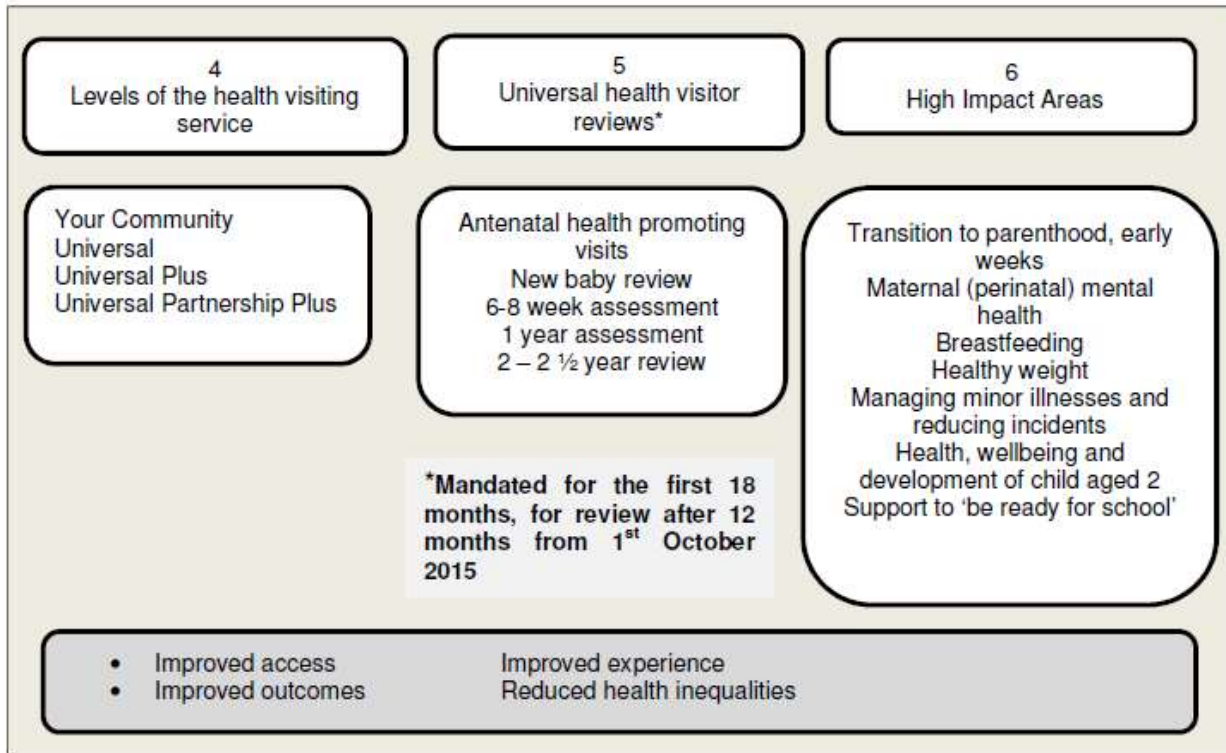 4
Levels of the health visiting
service
5
Universal health visitor
reviews*
6
High Impact Areas
Your Community
Universal
Universal Plus
Universal Partnership Plus
Antenatal health promoting
visits
New baby review
6-8 week assessment
1 year assessment
2 – 2 ½ year review
Transition to parenthood, early
weeks
Maternal (perinatal) mental
health
Breastfeeding
Healthy weight
Managing minor illnesses and
reducing incidents
Health, wellbeing and
development of child aged 2
Support to ‘be ready for school’
*Mandated for the first 18
months, for review after 12
months from 1st October
2015
• Improved access Improved experience
• Improved outcomes Reduced health inequalities